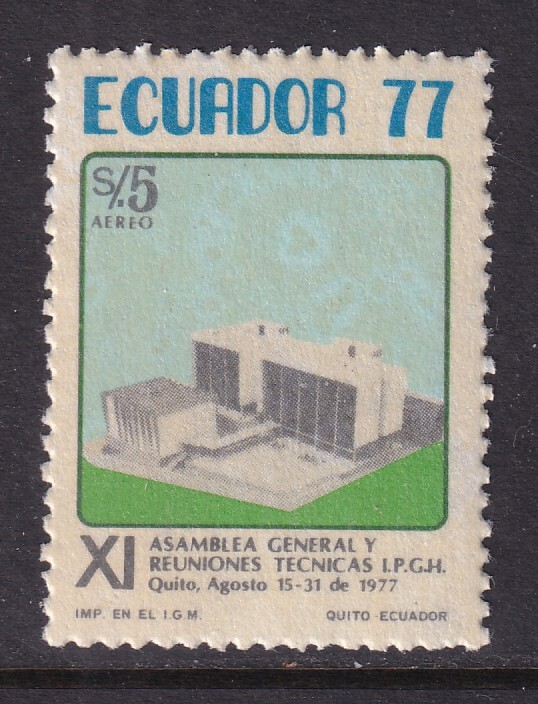 ECUADOR 77
S/.5
AEREO
XI ASAMBLEA GENERAL Y
REUNIONES TECNICAS I.P.G.H.
Quito, Agosto 15-31 de 1977
IMP. EN EL I.G.M. QUITO-ECUADOR